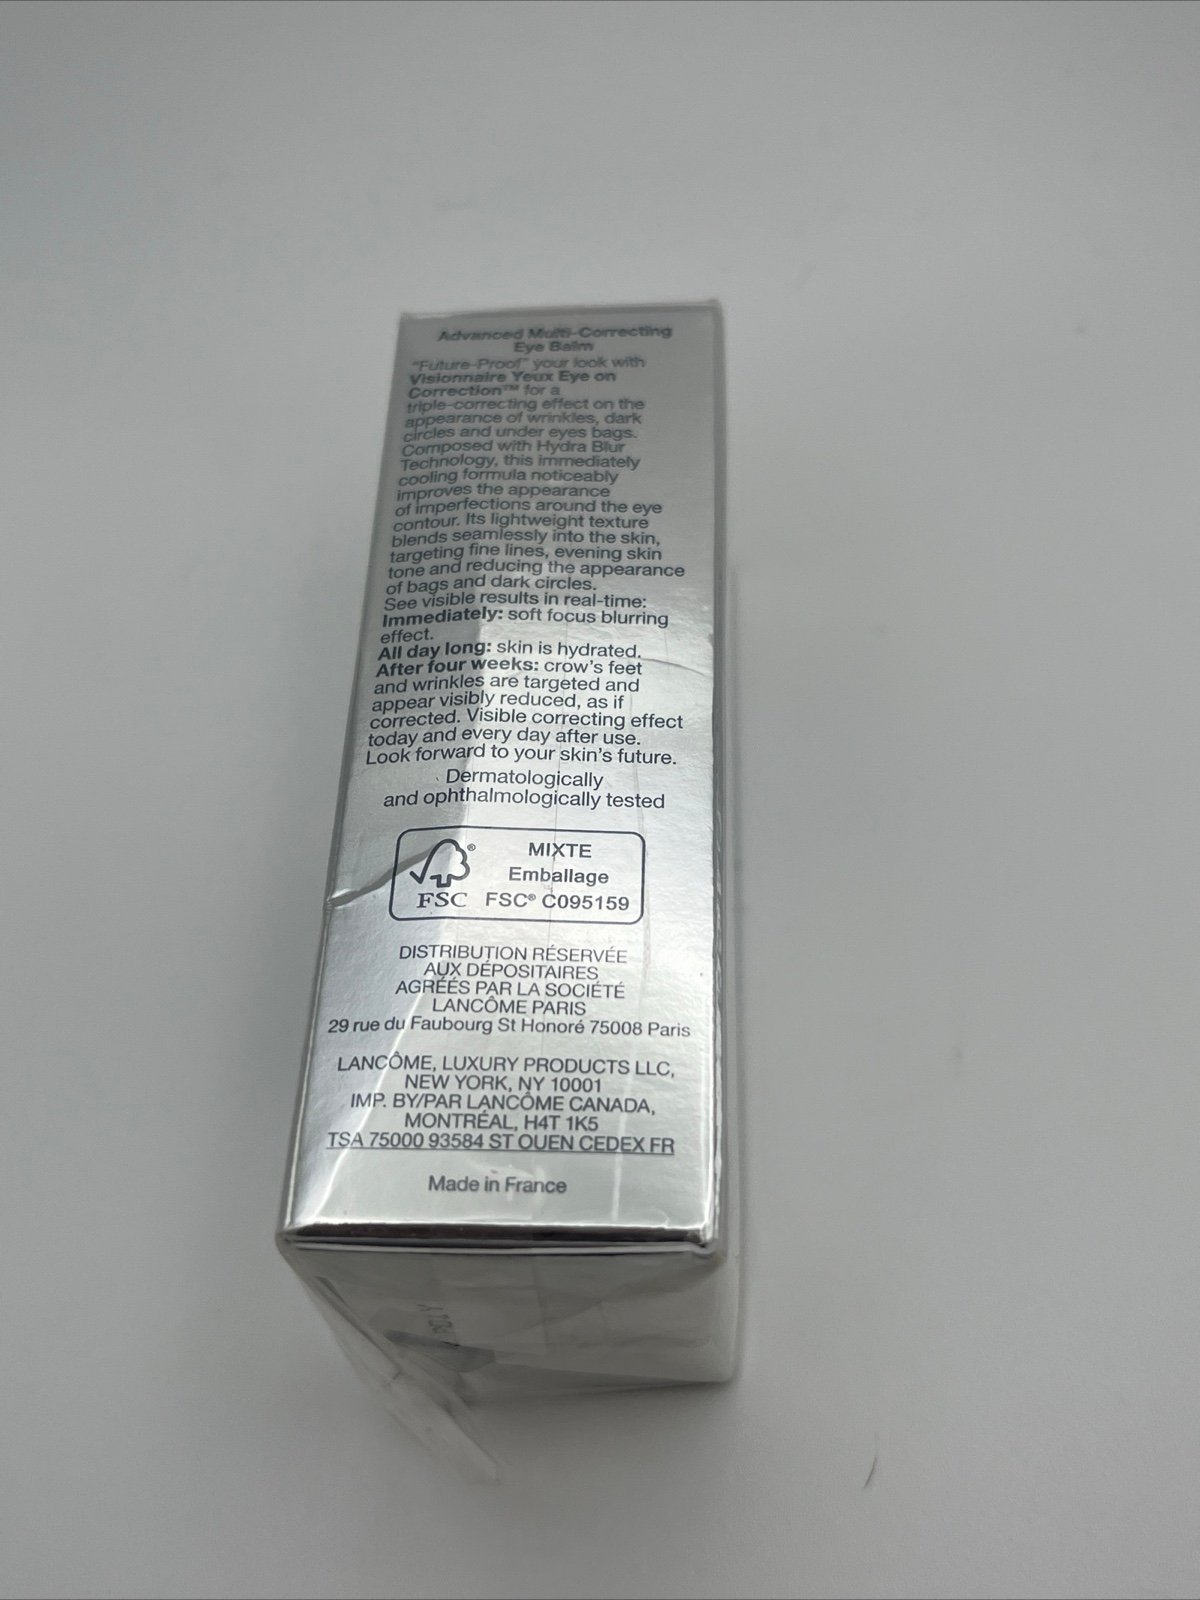 Advanced Multi-Correcting
Eye Balm
"Future-Proof" your look with
Visionnaire Yeux Eye on
Correction™ for a
triple-correcting effect on the
appearance of wrinkles, dark
circles and under eyes bags.
Composed with Hydra Blur
Technology, this immediately
cooling formula noticeably
improves the appearance
of imperfections around the eye
contour. Its lightweight texture
blends seamlessly into the skin,
targeting fine lines, evening skin
tone and reducing the appearance
of bags and dark circles.
See visible results in real-time:
Immediately: soft focus blurring
effect.
All day long: skin is hydrated.
After four weeks: crow's feet
and wrinkles are targeted and
appear visibly reduced, as if
corrected. Visible correcting effect
today and every day after use.
Look forward to your skin's future.
Dermatologically
and ophthalmologically tested
MIXTE
Emballage
FSC® C095159
FSC
DISTRIBUTION RÉSERVÉE
AUX DÉPOSITAIRES
AGRÉÉS PAR LA SOCIÉTÉ
LANCÔME PARIS
29 rue du Faubourg St Honoré 75008 Paris
LANCÔME, LUXURY PRODUCTS LLC,
NEW YORK, NY 10001
IMP. BY/PAR LANCÔME CANADA,
MONTRÉAL, H4T 1K5
TSA 75000 93584 ST OUEN CEDEX FR
Made in France